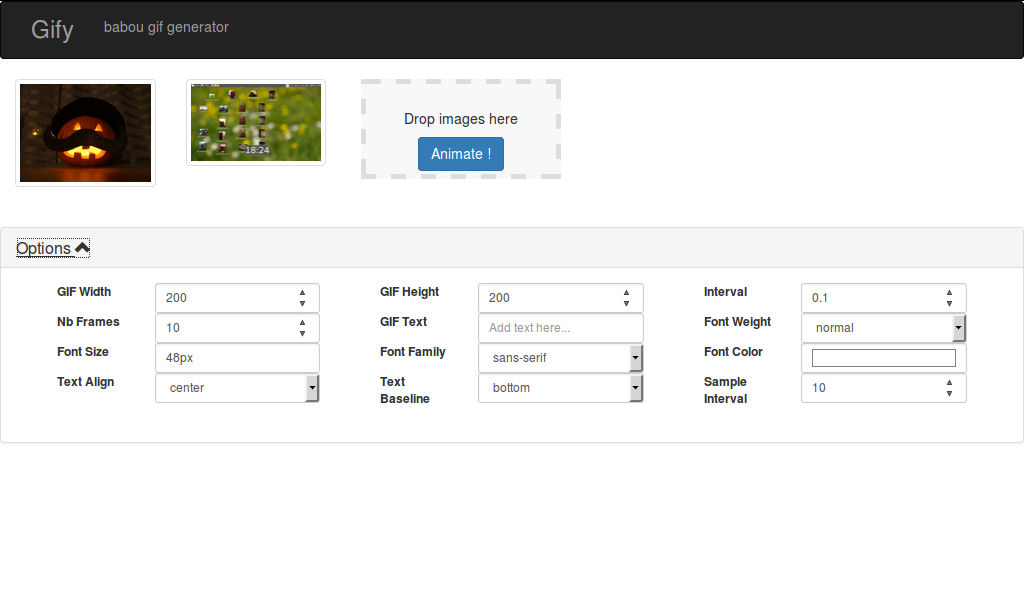 Gify babou gif generator
18:24
Drop images here
Animate !
Options
GIF Width 200 GIF Height 200 Interval 0.1
Nb Frames 10 GIF Text Add text here... Font Weight normal
Font Size 48px Font Family sans-serif Font Color
Text Align center Text Baseline bottom Sample Interval 10